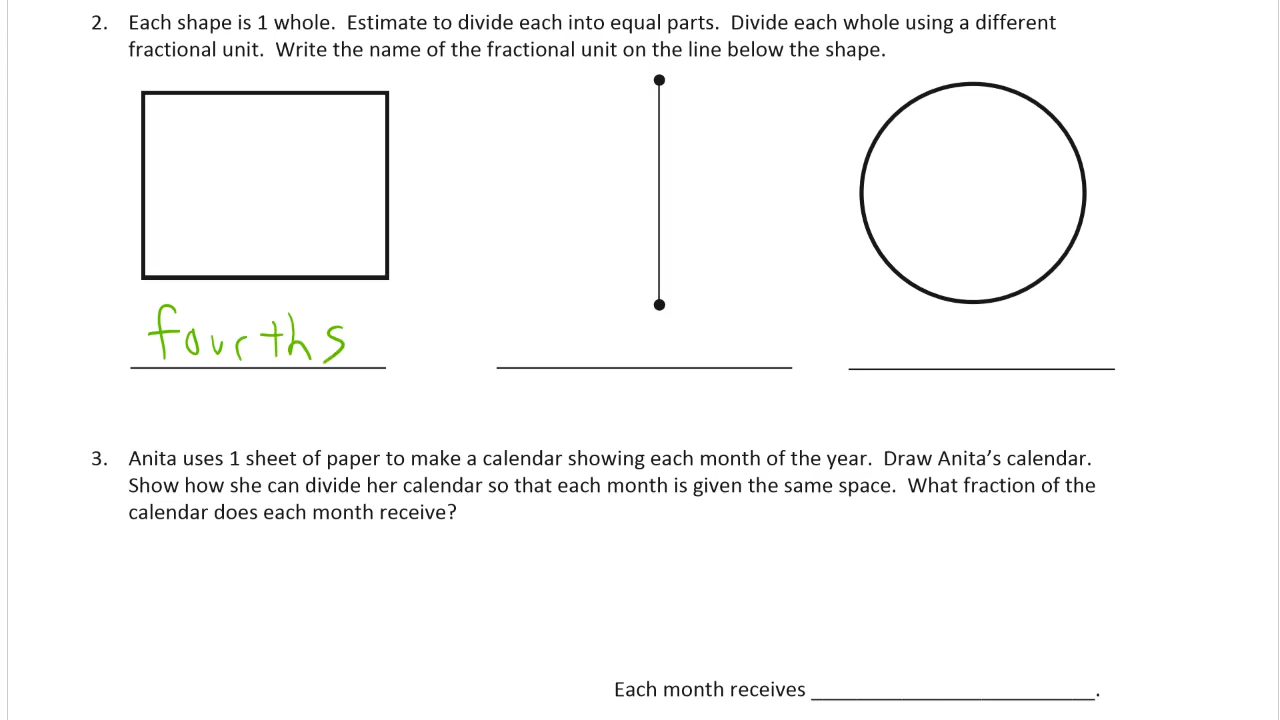 2. Each shape is 1 whole. Estimate to divide each into equal parts. Divide each whole using a different
fractional unit. Write the name of the fractional unit on the line below the shape.
fourths
3. Anita uses 1 sheet of paper to make a calendar showing each month of the year. Draw Anita’s calendar.
Show how she can divide her calendar so that each month is given the same space. What fraction of the
calendar does each month receive?
Each month receives ________________________.